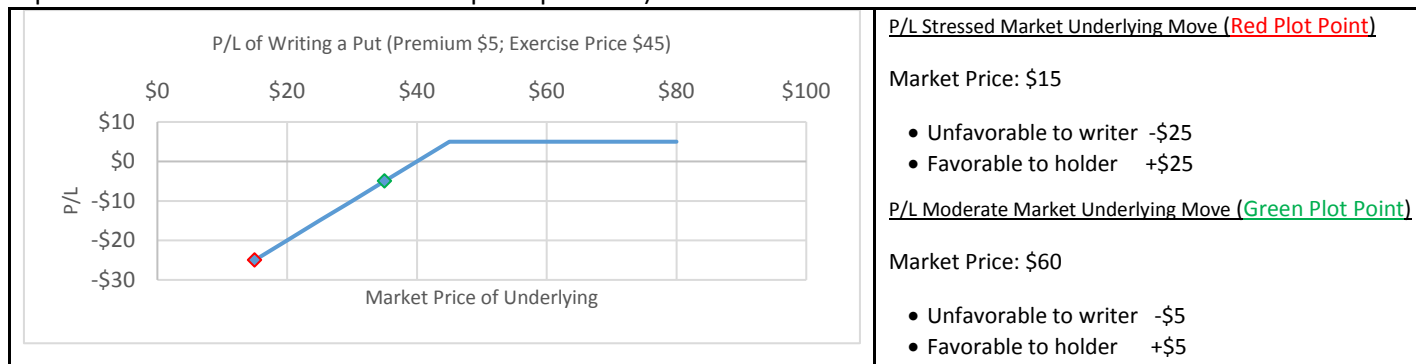 P/L of Writing a Put (Premium $5; Exercise Price $45)
$0 $20 $40 $60 $80 $100
$10
$0
-$10
-$20
-$30
P/L
Market Price of Underlying
P/L Stressed Market Underlying Move (Red Plot Point)
Market Price: $15
• Unfavorable to writer -$25
• Favorable to holder +$25
P/L Moderate Market Underlying Move (Green Plot Point)
Market Price: $60
• Unfavorable to writer -$5
• Favorable to holder +$5